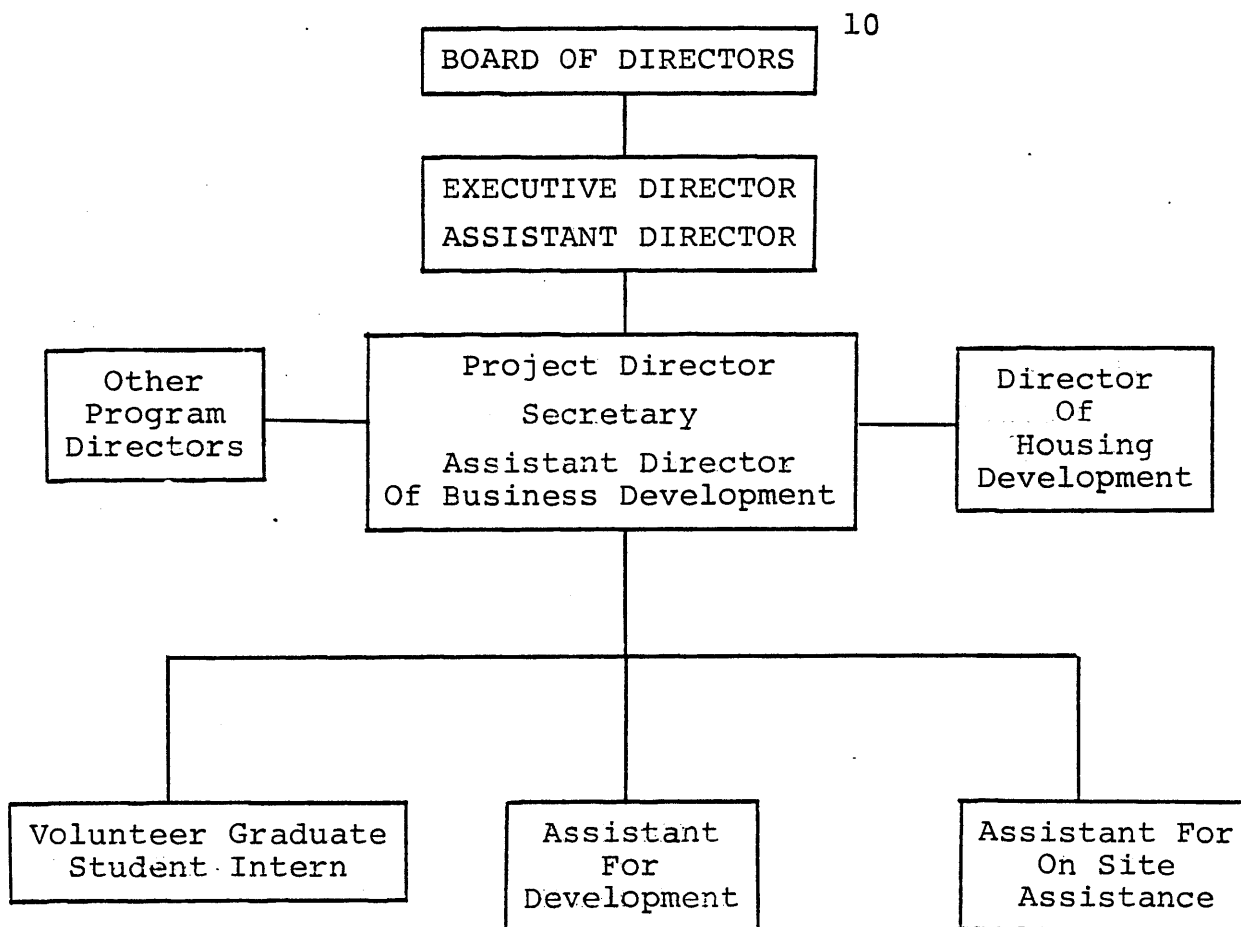 10
BOARD OF DIRECTORS
EXECUTIVE DIRECTOR
ASSISTANT DIRECTOR
Other
Program
Directors
Project Director
Secretary
Assistant Director
Of Business Development
Director
Of
Housing
Development
Volunteer Graduate
Student Intern
Assistant
For
Development
Assistant For
On Site
Assistance